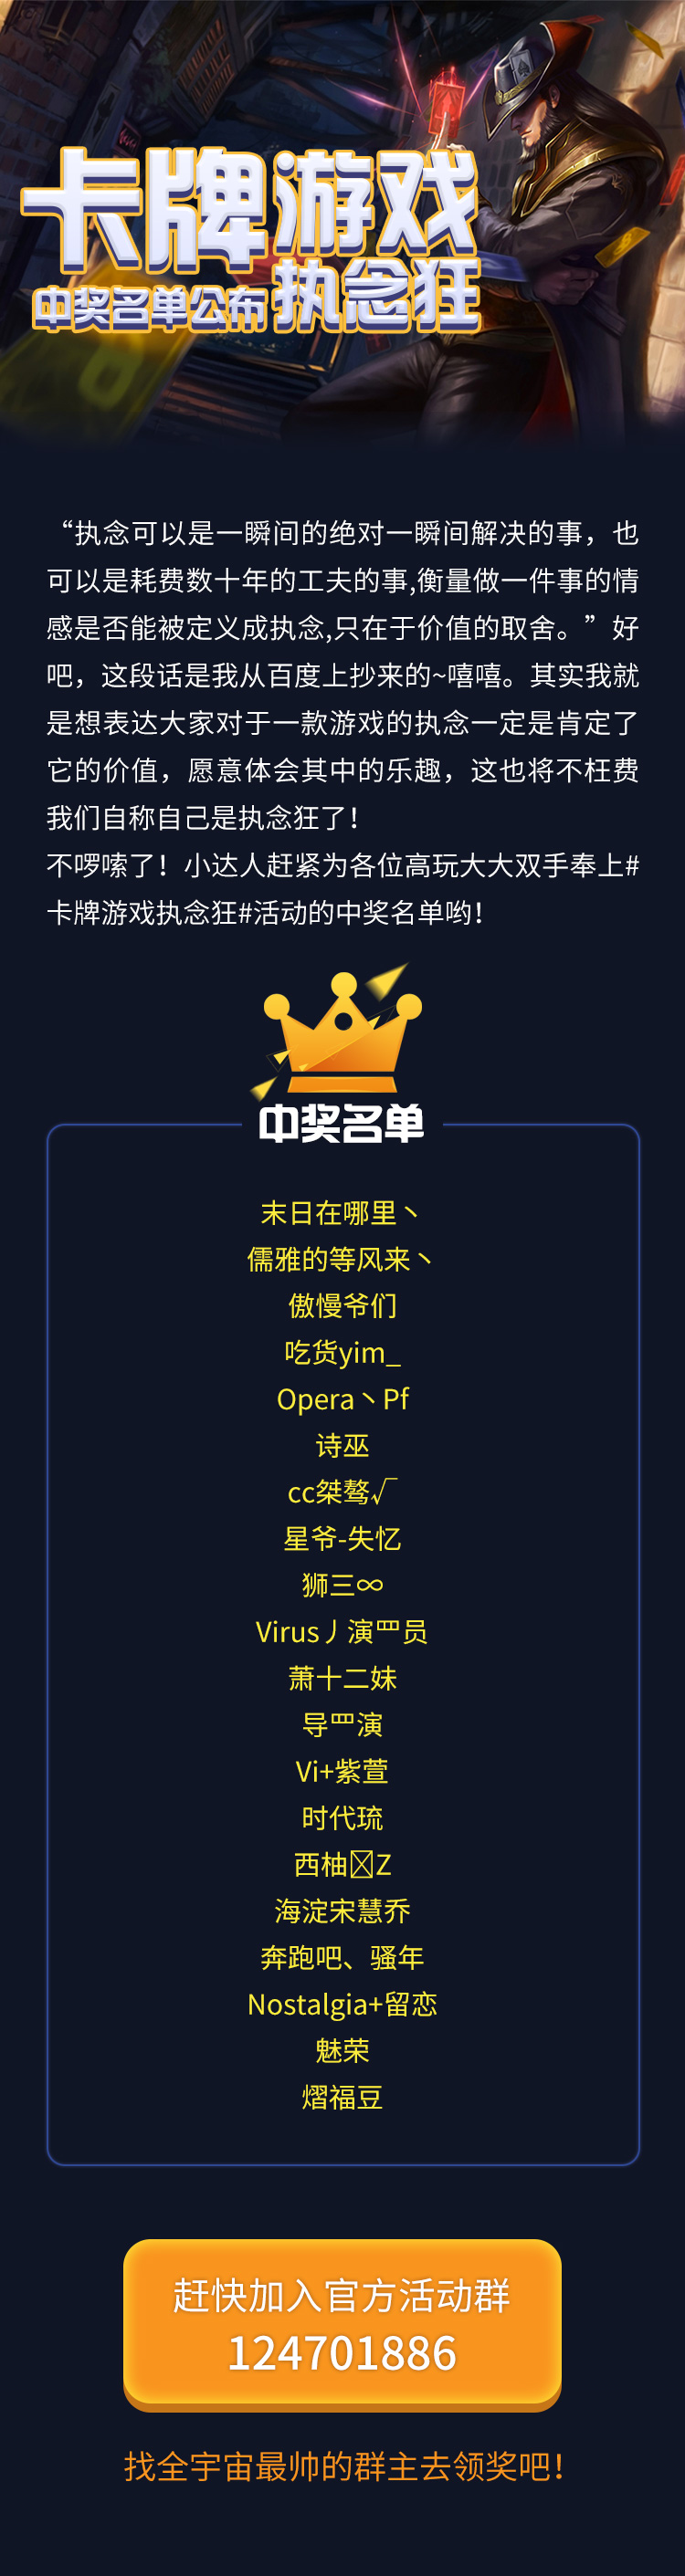 卡牌游戏
中奖名单公布执念狂
“执念可以是一瞬间的绝对一瞬间解决的事，也
可以是耗费数十年的工夫的事,衡量做一件事的情
感是否能被定义成执念,只在于价值的取舍。”好
吧，这段话是我从百度上抄来的~嘻嘻。其实我就
是想表达大家对于一款游戏的执念一定是肯定了
它的价值，愿意体会其中的乐趣，这也将不枉费
我们自称自己是执念狂了！
不啰嗦了！小达人赶紧为各位高玩大大双手奉上#
卡牌游戏执念狂#活动的中奖名单哟！
中奖名单
末日在哪里丶
儒雅的等风来丶
傲慢爷们
吃货yim_
Opera丶Pf
诗巫
cc桀骜√
星爷-失忆
狮三∞
Virus丿演罒员
萧十二妹
导罒演
Vi+紫萱
时代琉
西柚Z
海淀宋慧乔
奔跑吧、骚年
Nostalgia+留恋
魅荣
熠福豆
赶快加入官方活动群
124701886
找全宇宙最帅的群主去领奖吧！